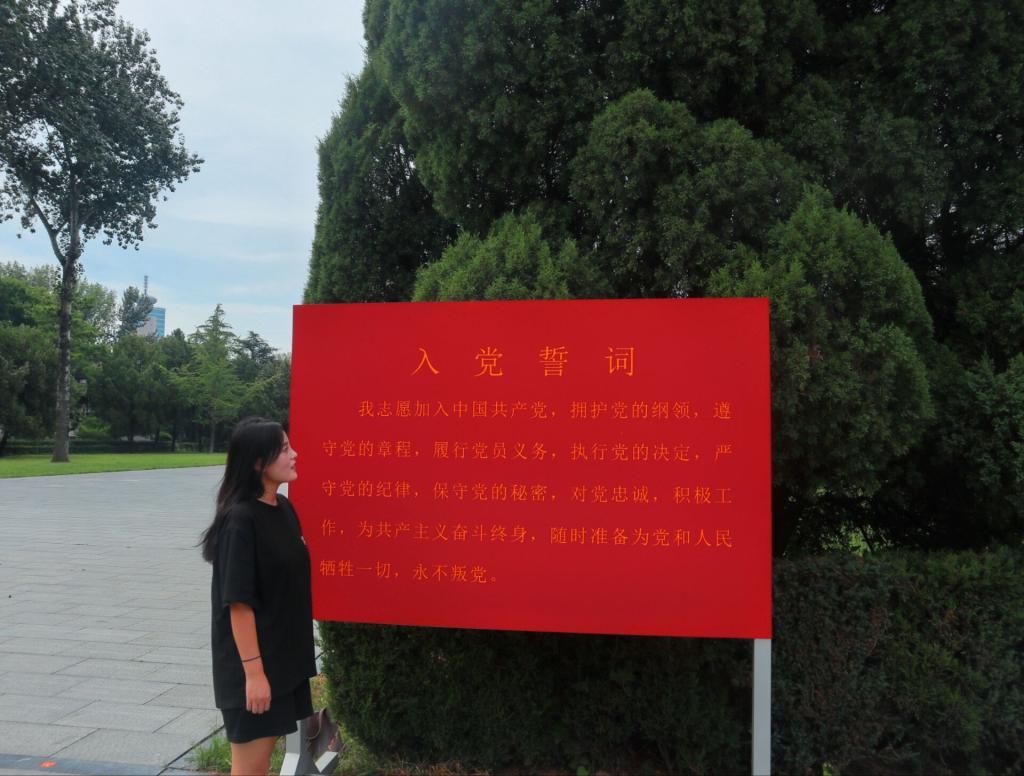 入党誓词
我志愿加入中国共产党，拥护党的纲领，遵
守党的章程，履行党员义务，执行党的决定，严
守党的纪律，保守党的秘密，对党忠诚，积极工
作，为共产主义奋斗终身，随时准备为党和人民
牺牲一切，永不叛党。